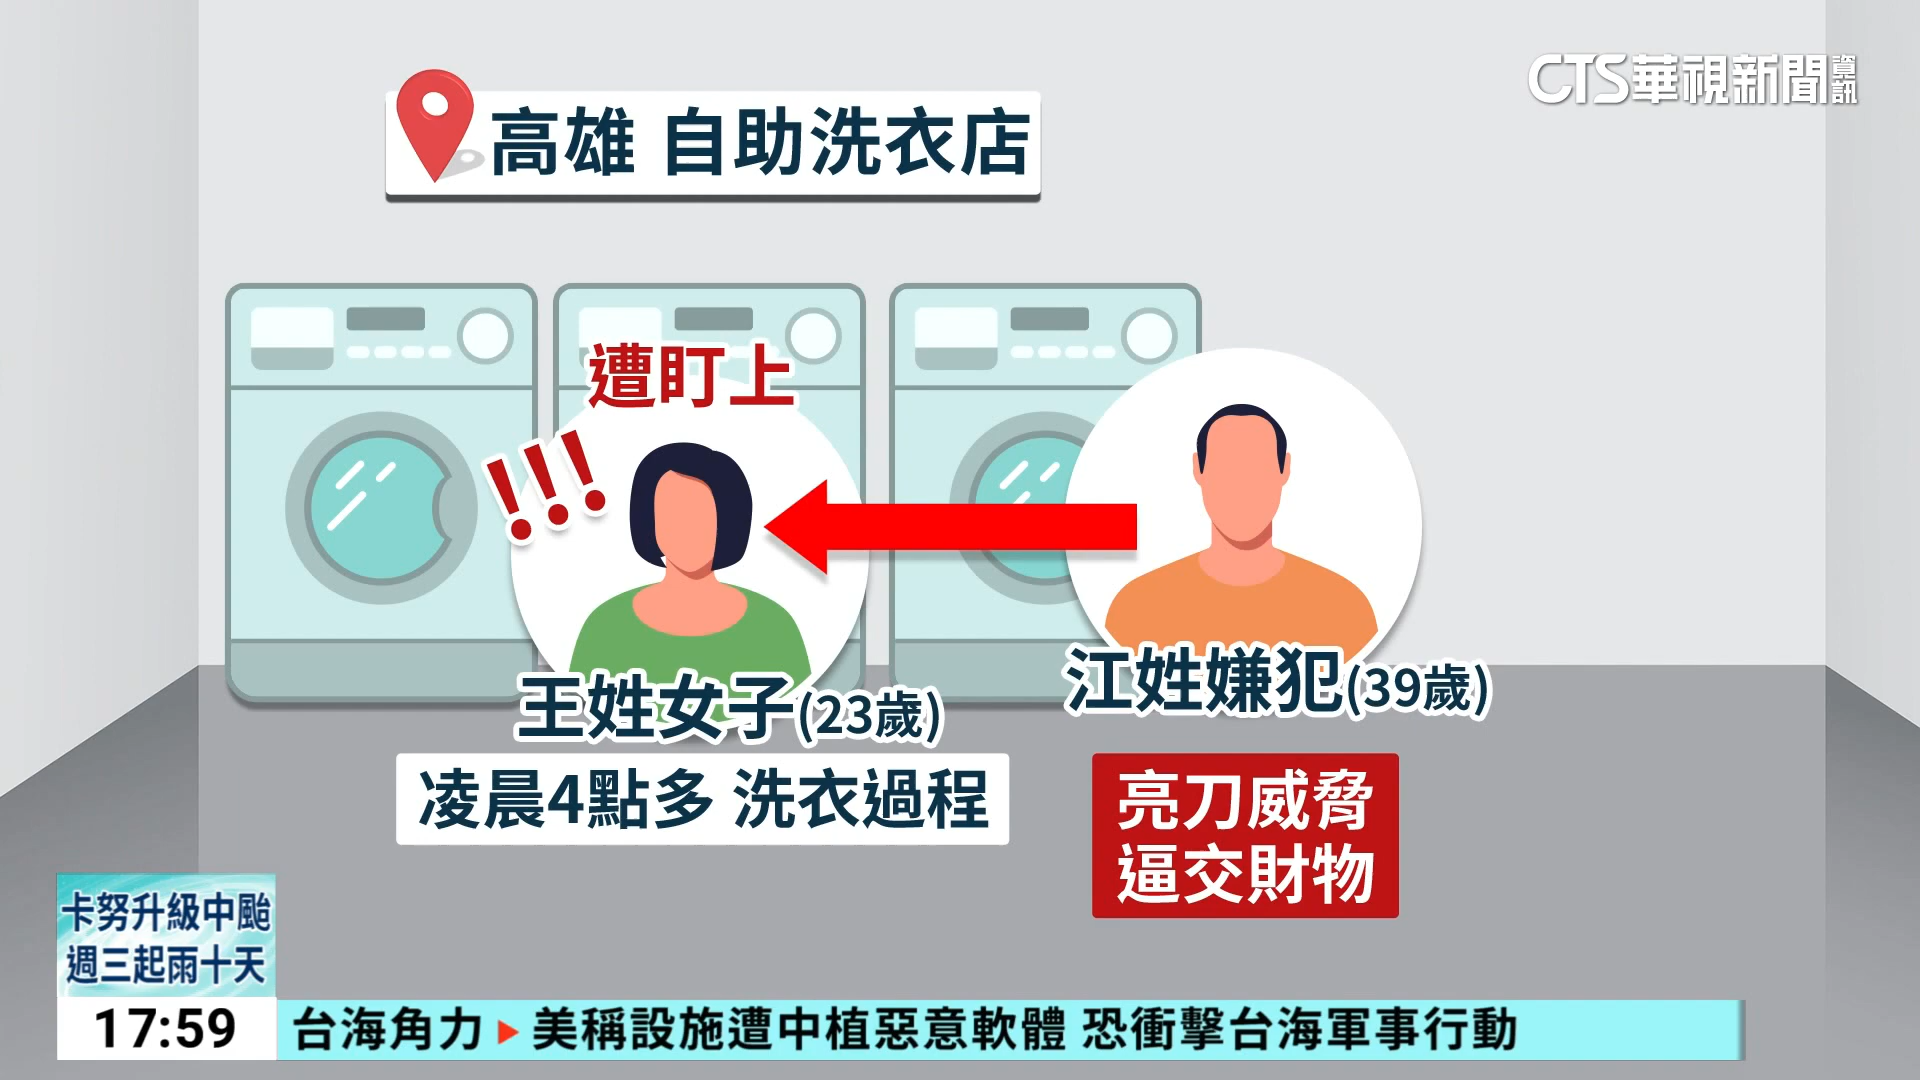 CTS華視新聞資訊
高雄 自助洗衣店
遭盯上
!!!
王姓女子(23歲)
江姓嫌犯(39歲)
凌晨4點多 洗衣過程
亮刀威脅
逼交財物
卡努升級中颱
週三起雨十天
17:59
台海角力▶美稱設施遭中植惡意軟體 恐衝擊台海軍事行動